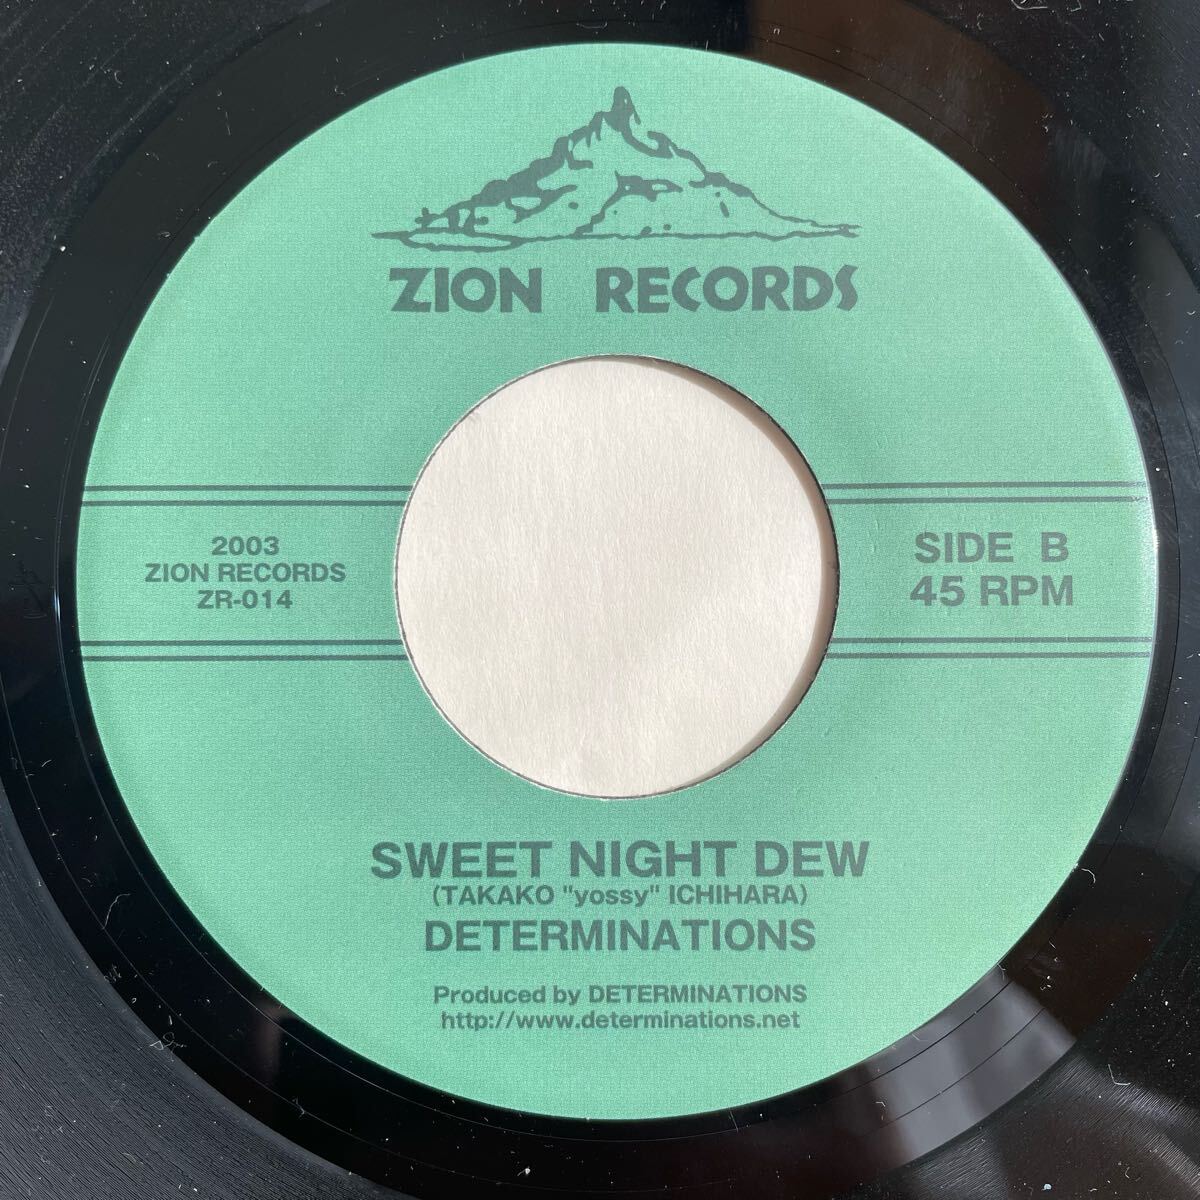 ZION RECORDS
2003
ZION RECORDS
ZR-014
SIDE B
45 RPM
SWEET NIGHT DEW
(TAKAKO "yossy" ICHIHARA)
DETERMINATIONS
Produced by DETERMINATIONS
http://www.determinations.net